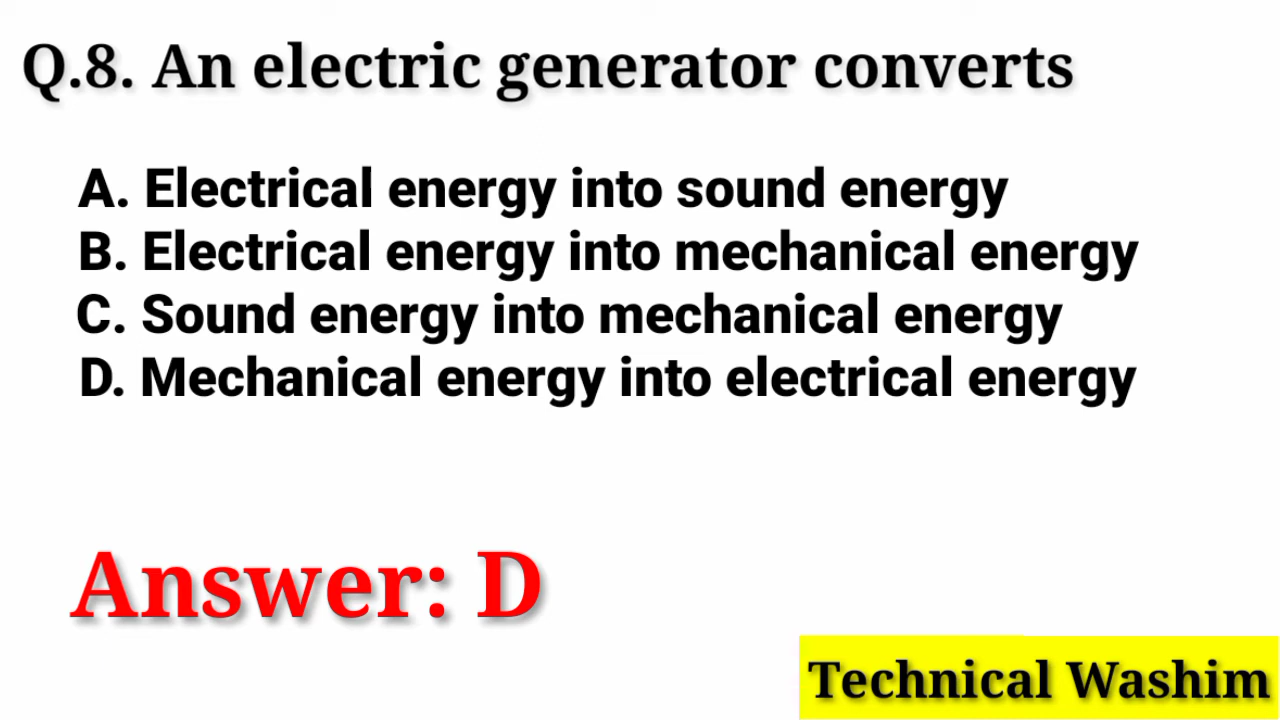 Q.8. An electric generator converts
A. Electrical energy into sound energy
B. Electrical energy into mechanical energy
C. Sound energy into mechanical energy
D. Mechanical energy into electrical energy
Answer: D
Technical Washim